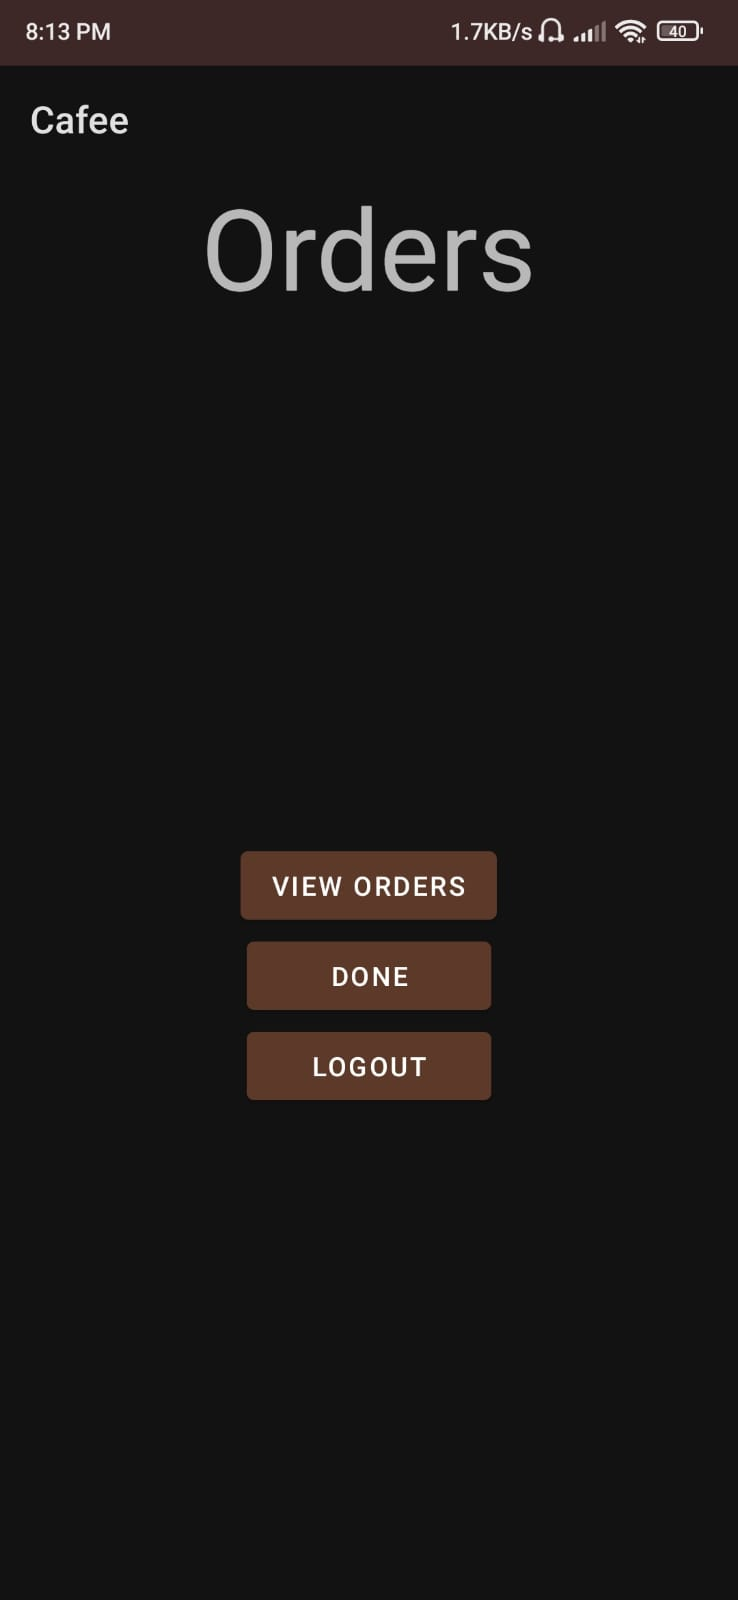 8:13 PM 1.7KB/s 40
Cafee
Orders
VIEW ORDERS
DONE
LOGOUT